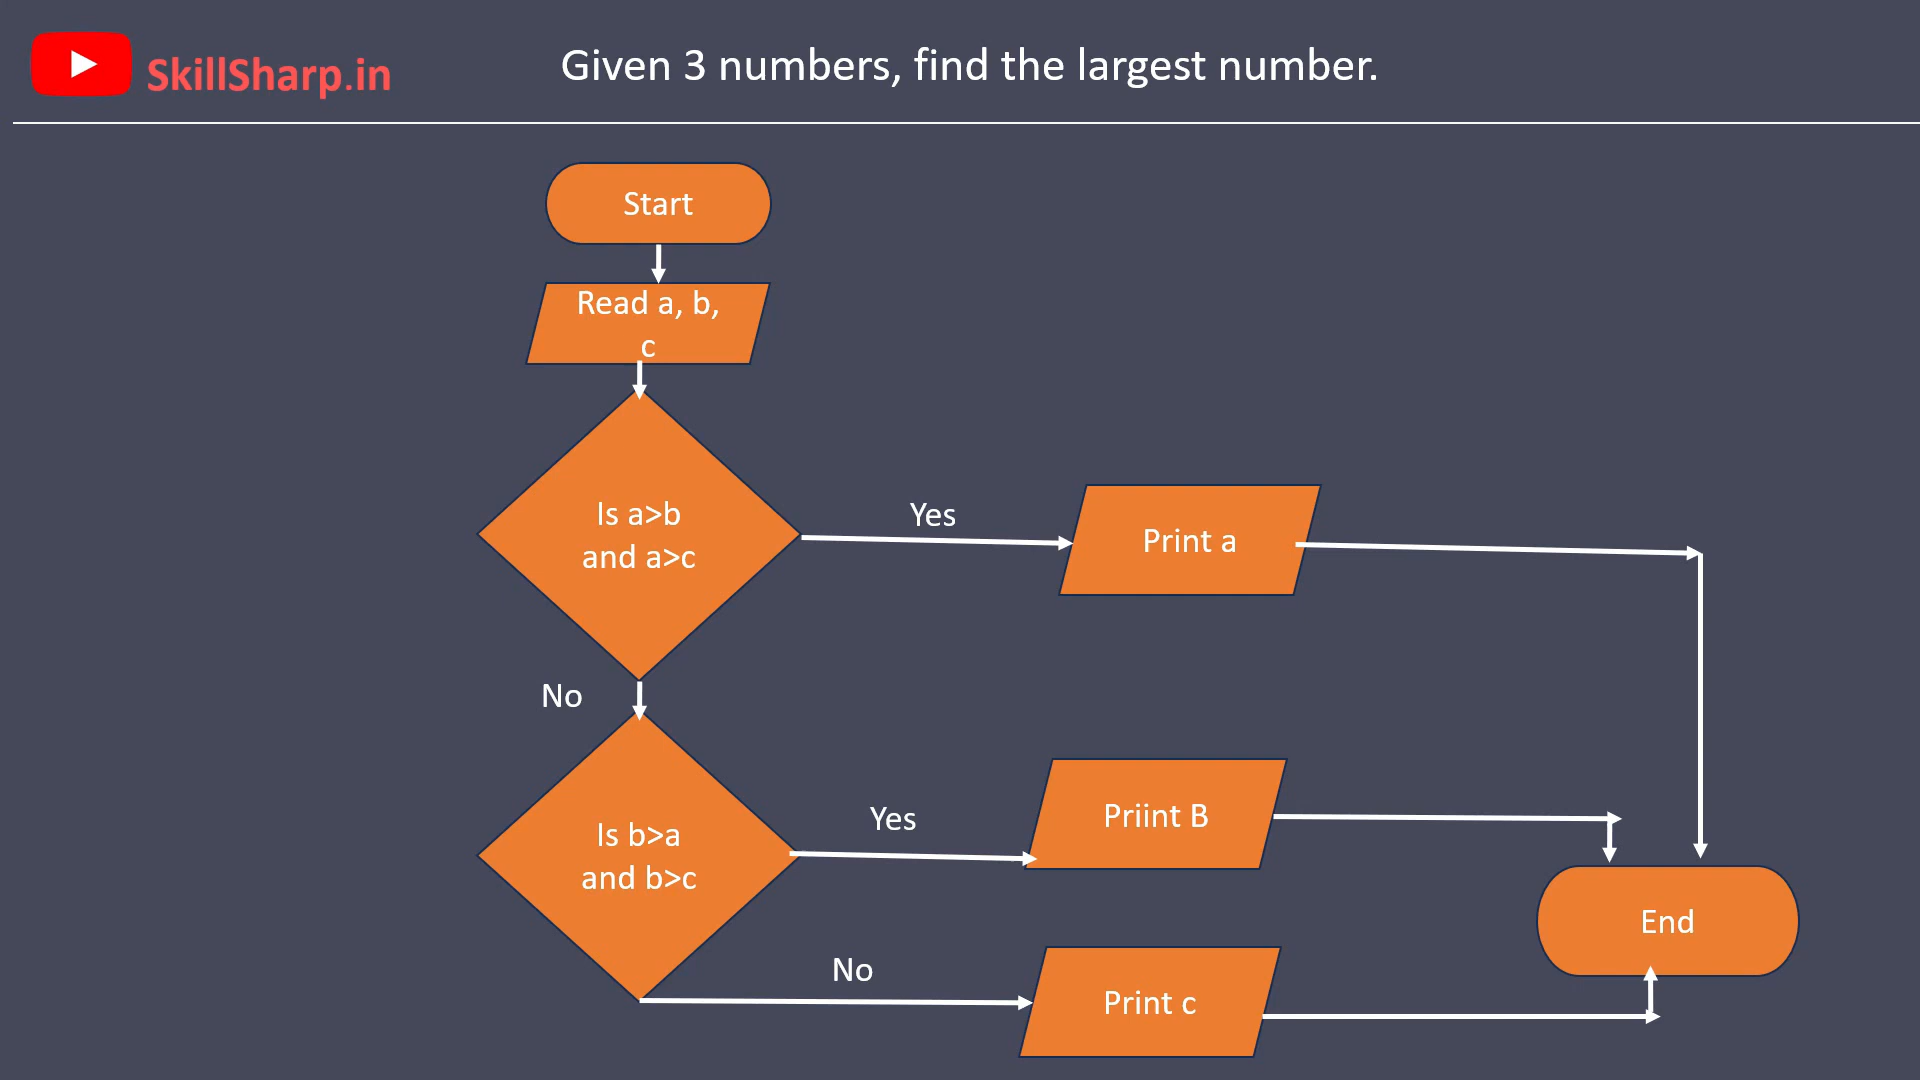 SkillSharp.in
Given 3 numbers, find the largest number.
Start
Read a, b,
c
Is a>b
and a>c
Yes
Print a
No
Is b>a
and b>c
Yes
Priint B
No
Print c
End